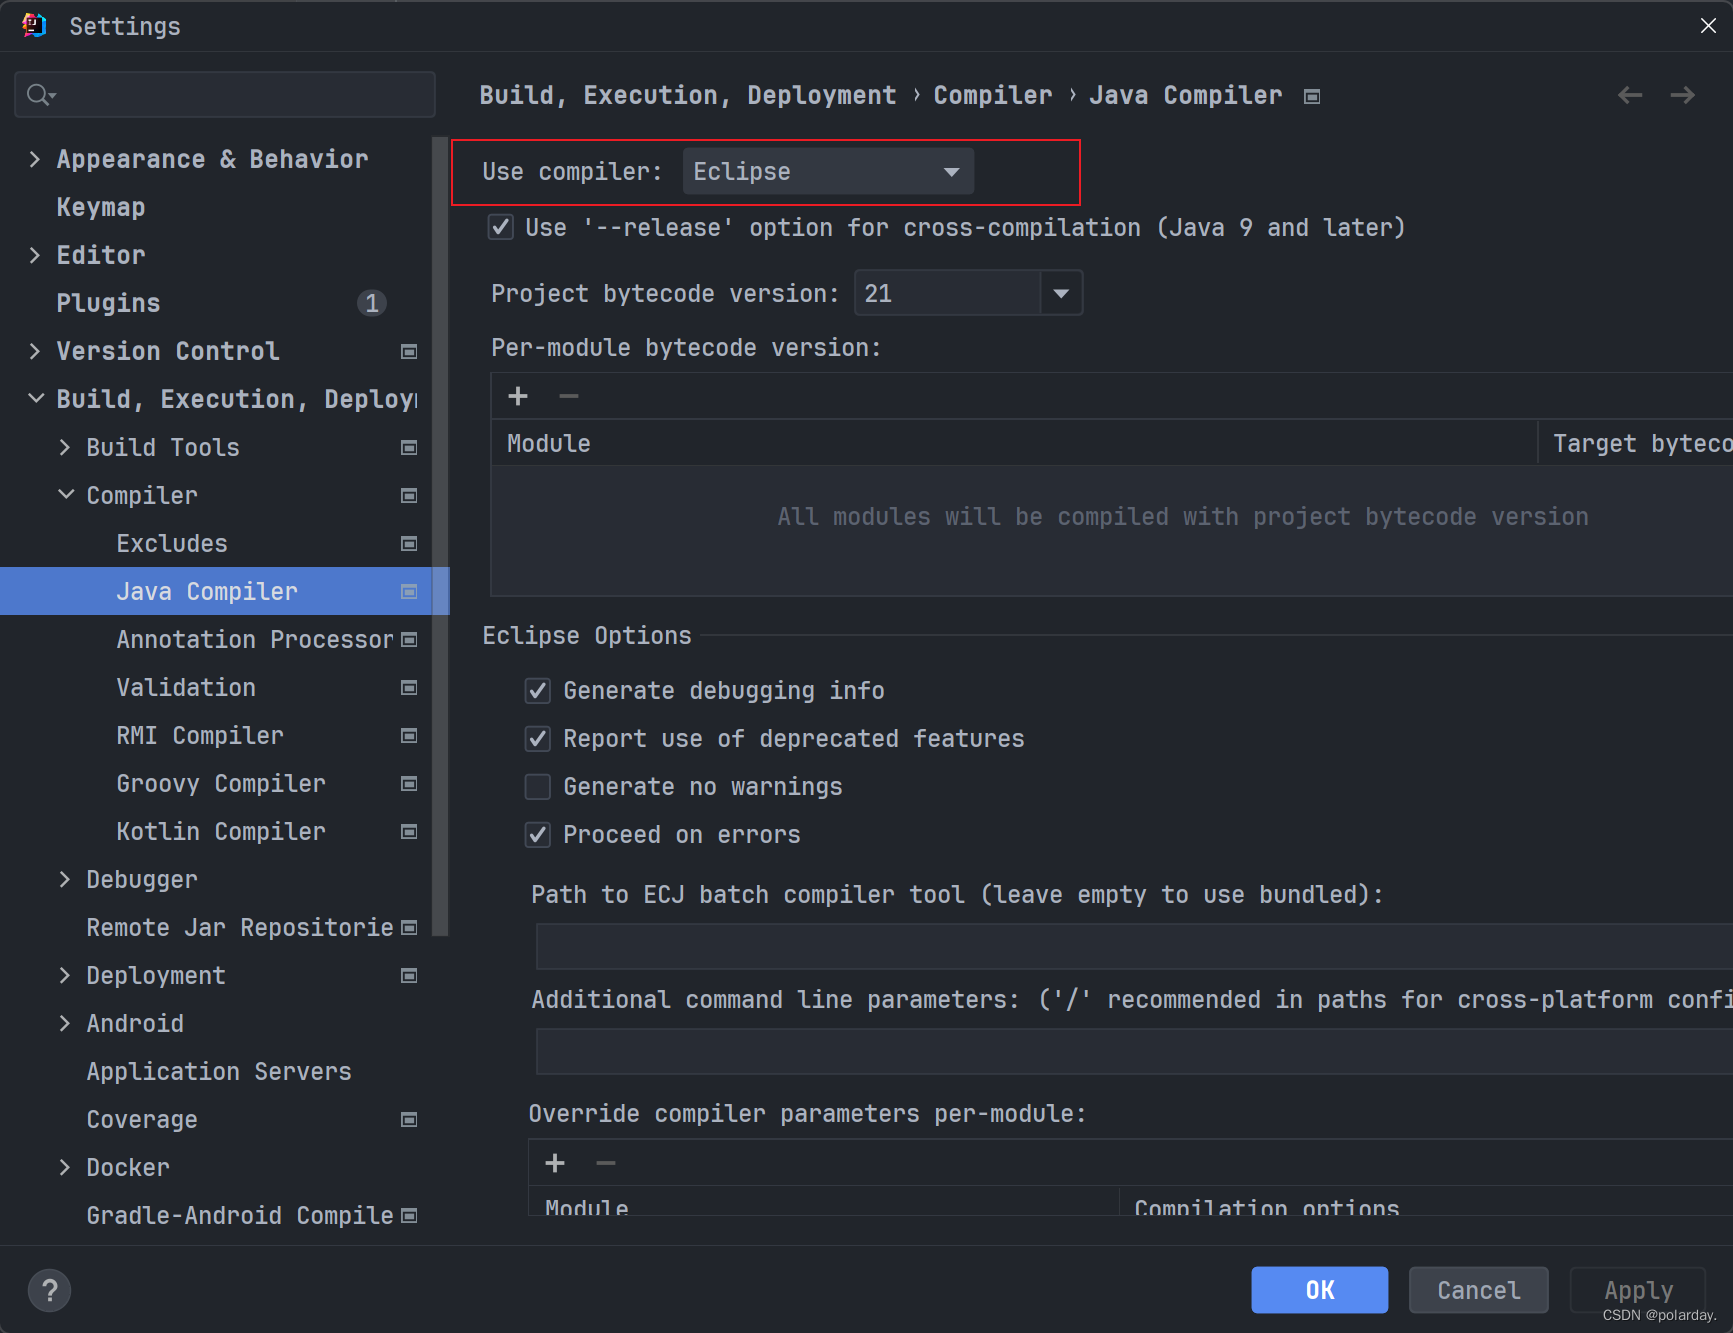 Settings
Build, Execution, Deployment › Compiler › Java Compiler
Appearance & Behavior
Keymap
Editor
Plugins 1
Version Control
Build, Execution, Deploy
Build Tools
Compiler
Excludes
Java Compiler
Annotation Processor
Validation
RMI Compiler
Groovy Compiler
Kotlin Compiler
Debugger
Remote Jar Repositorie
Deployment
Android
Application Servers
Coverage
Docker
Gradle-Android Compile
Use compiler: Eclipse
Use '--release' option for cross-compilation (Java 9 and later)
Project bytecode version: 21
Per-module bytecode version:
Module Target byteco
All modules will be compiled with project bytecode version
Eclipse Options
Generate debugging info
Report use of deprecated features
Generate no warnings
Proceed on errors
Path to ECJ batch compiler tool (leave empty to use bundled):
Additional command line parameters: ('/' recommended in paths for cross-platform confi
Override compiler parameters per-module:
Module Compilation options
? OK Cancel Apply
CSDN @polarday.